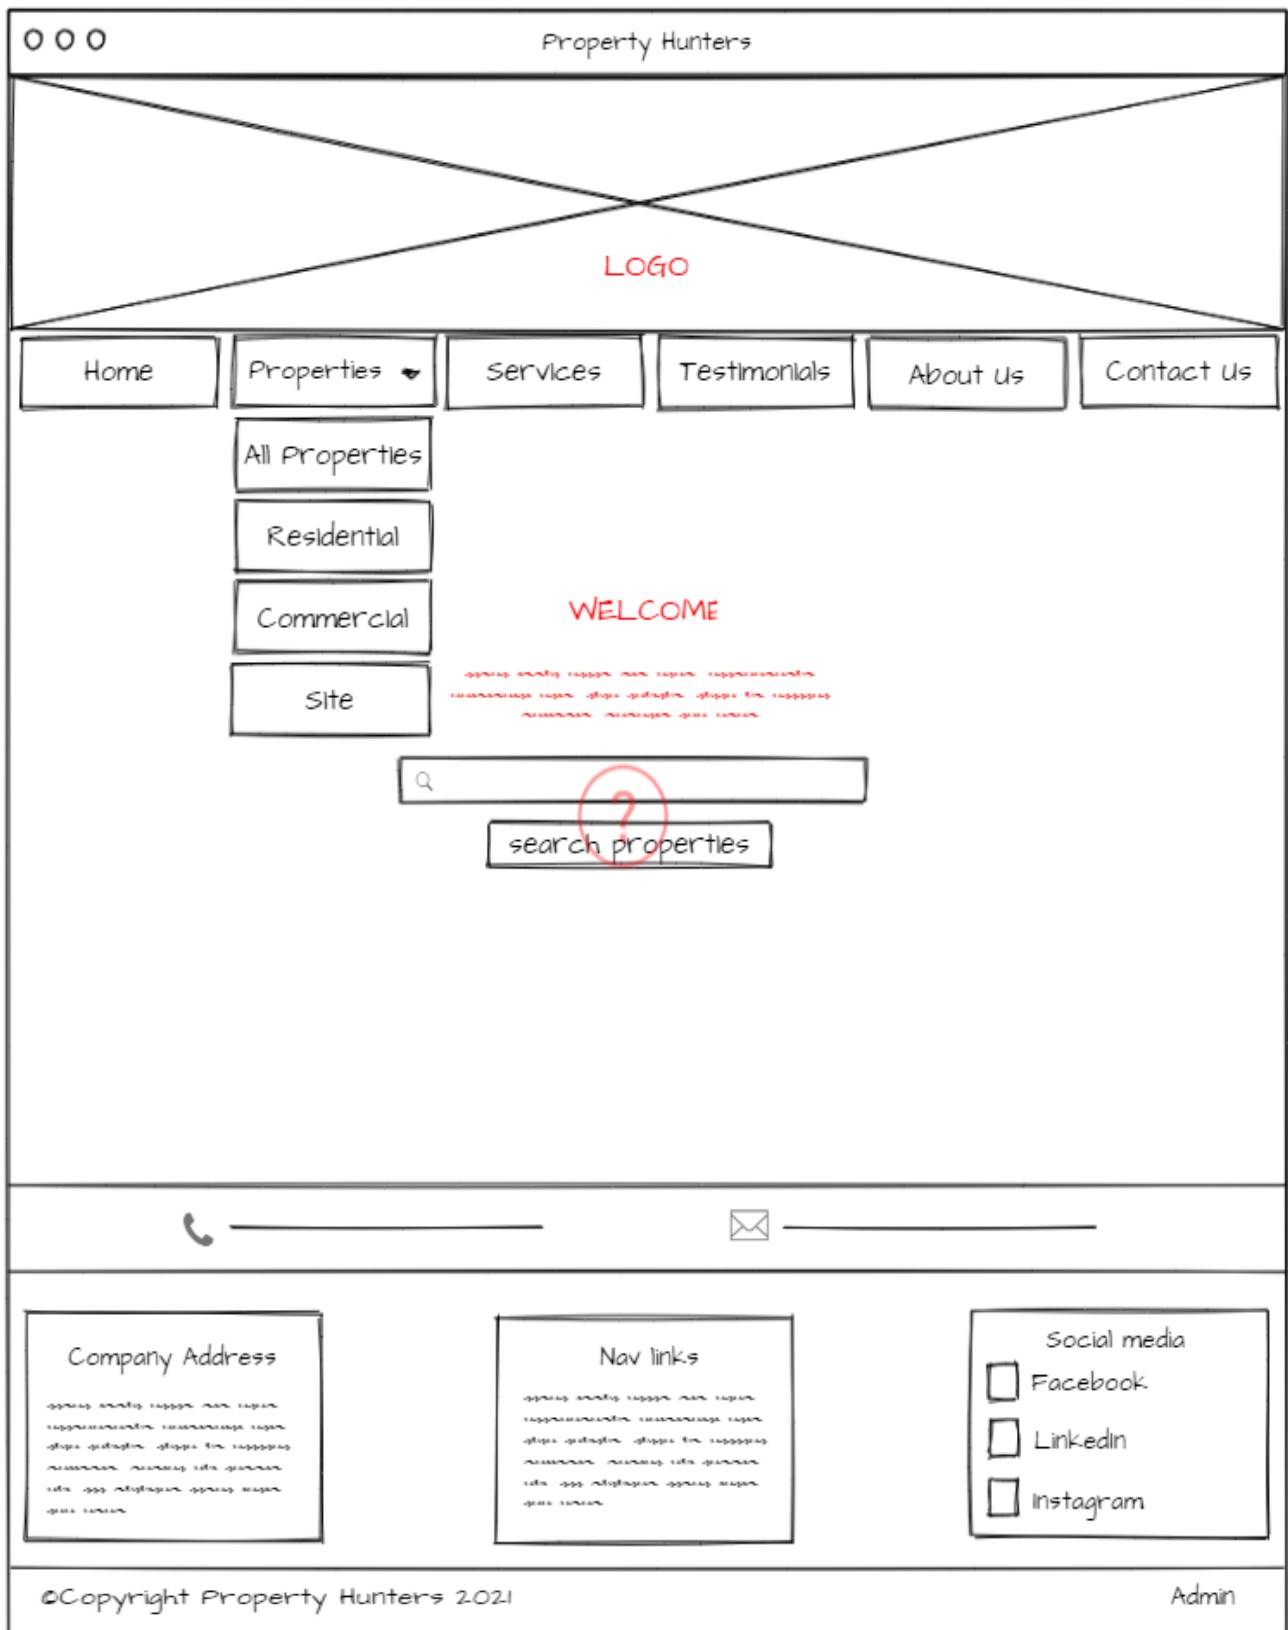 Property Hunters
LOGO
Home
Properties
Services
Testimonials
About Us
Contact Us
All Properties
Residential
Commercial
Site
WELCOME
?
search properties
Company Address
Nav links
Social media
Facebook
LinkedIn
Instagram
©Copyright Property Hunters 2021
Admin